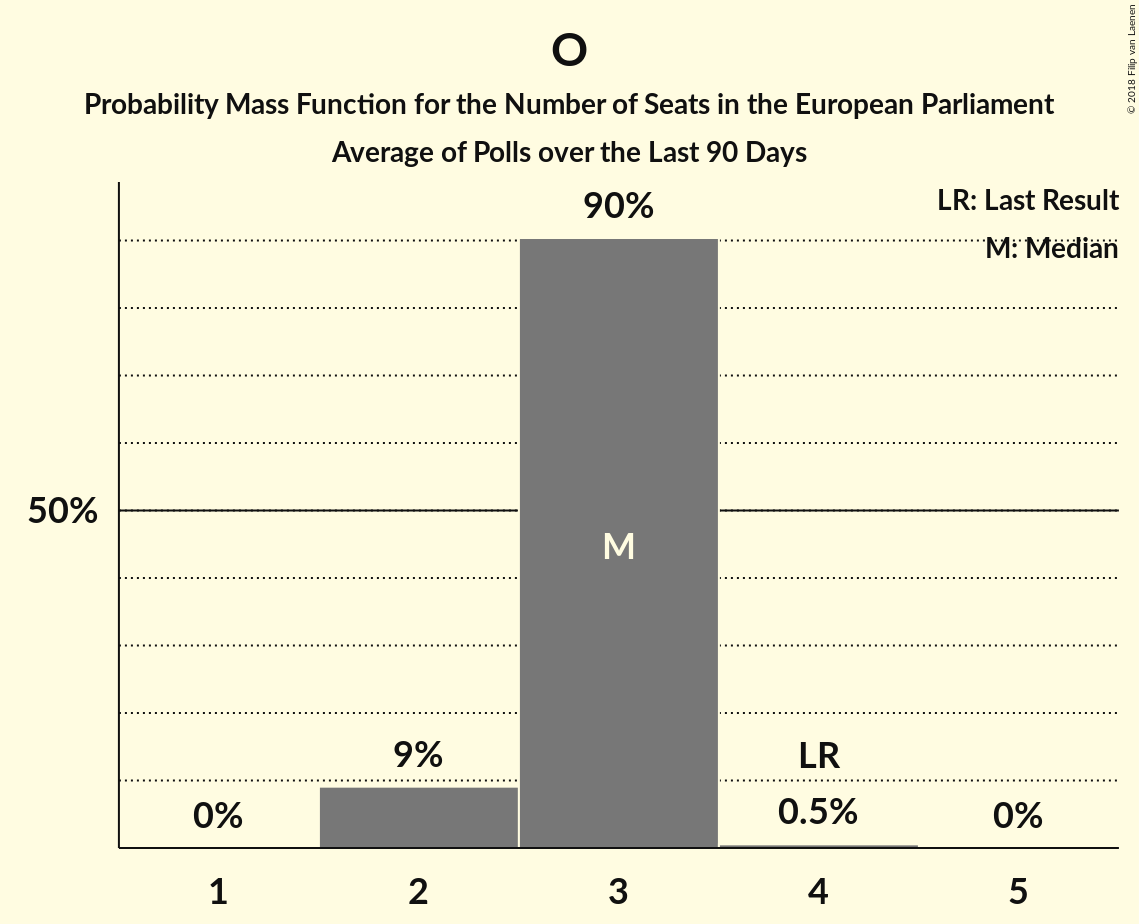 O
Probability Mass Function for the Number of Seats in the European Parliament
Average of Polls over the Last 90 Days
© 2018 Filip van Laenen
LR: Last Result
M: Median
90%
50%
M
9%
LR
0%
0.5%
0%
1 2 3 4 5